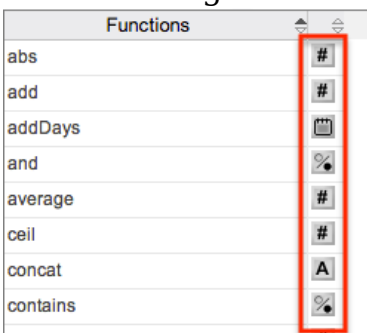 Functions
abs #
add #
addDays
and
average #
ceil #
concat A
contains